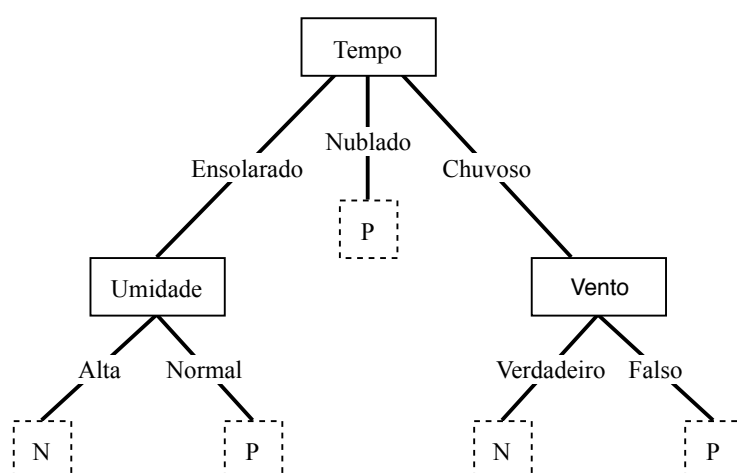 Tempo
Nublado
Ensolarado
Chuvoso
P
Umidade
Vento
Alta
Normal
Verdadeiro
Falso
N
P
N
P